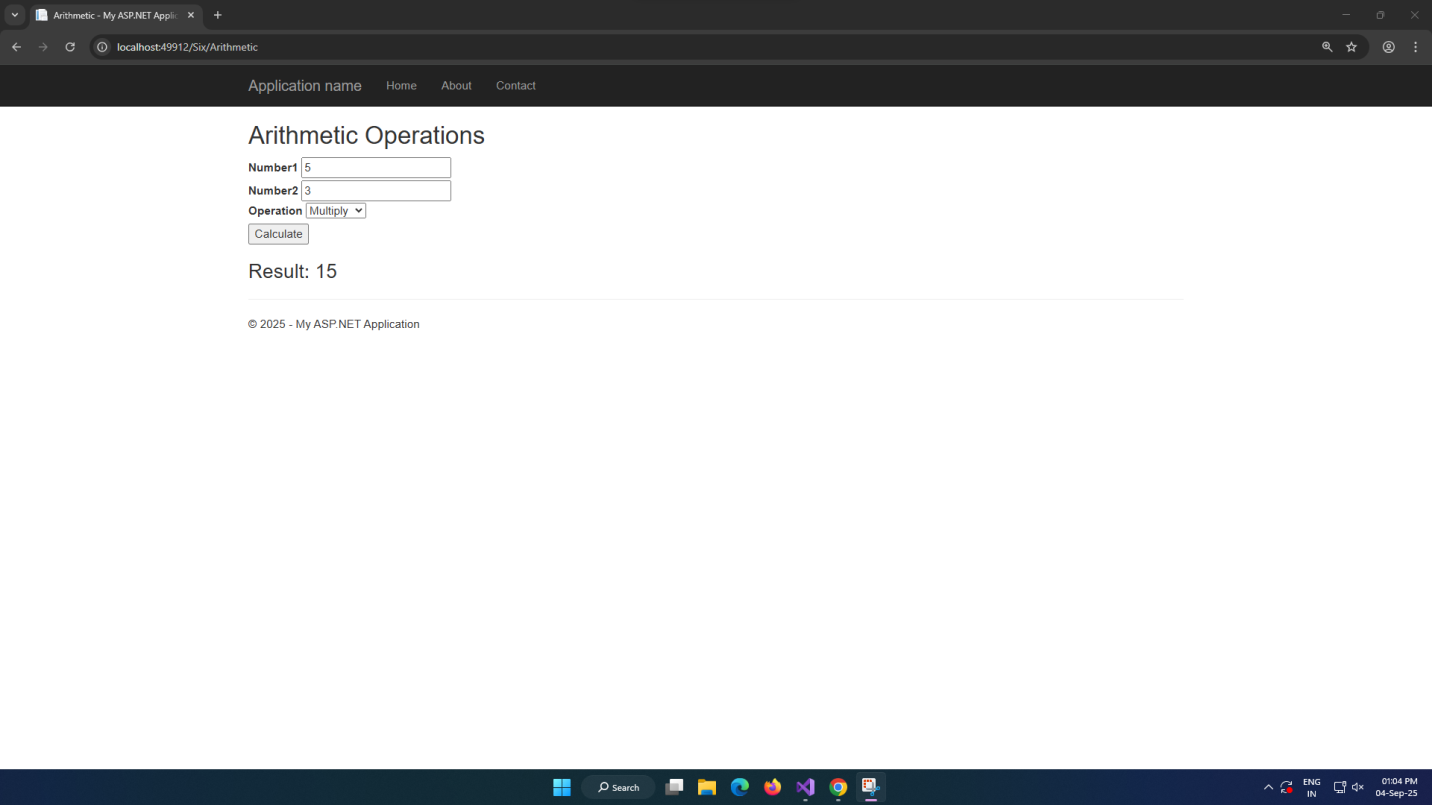 Arithmetic - My ASP.NET Applic
localhost:49912/Six/Arithmetic
Application name Home About Contact
Arithmetic Operations
Number1 5
Number2 3
Operation Multiply
Calculate
Result: 15
© 2025 - My ASP.NET Application
Search
ENG
IN
01:04 PM
04-Sep-25